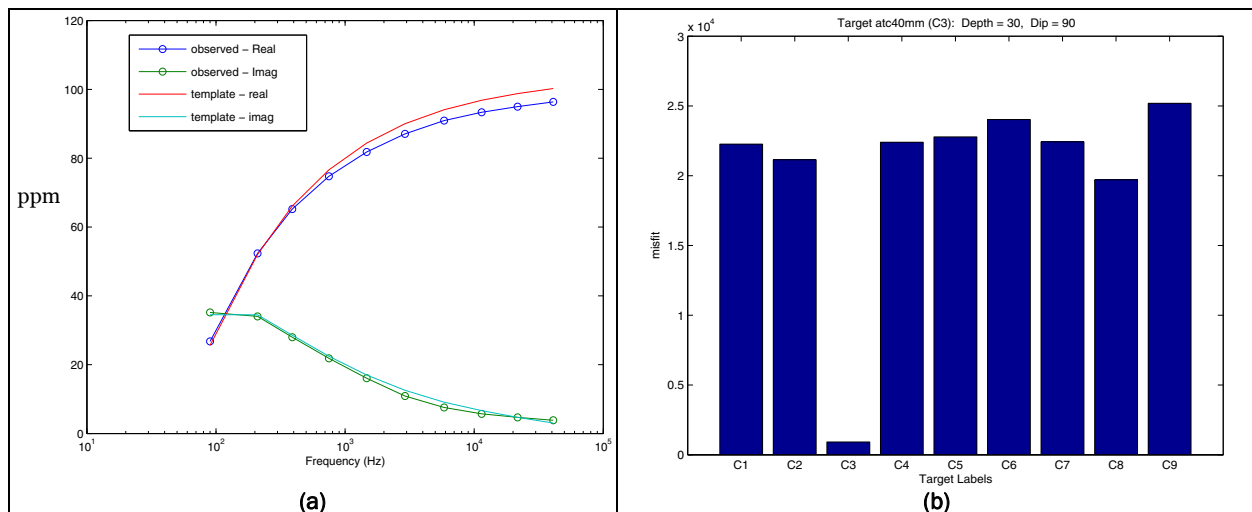 120
100
80
60
40
20
0
ppm
observed − Real
observed − Imag
template − real
template − imag
10^1
10^2
10^3
10^4
10^5
Frequency (Hz)
(a)
Target atc40mm (C3): Depth = 30, Dip = 90
x 10^4
3
2.5
2
1.5
1
0.5
0
misfit
C1 C2 C3 C4 C5 C6 C7 C8 C9
Target Labels
(b)